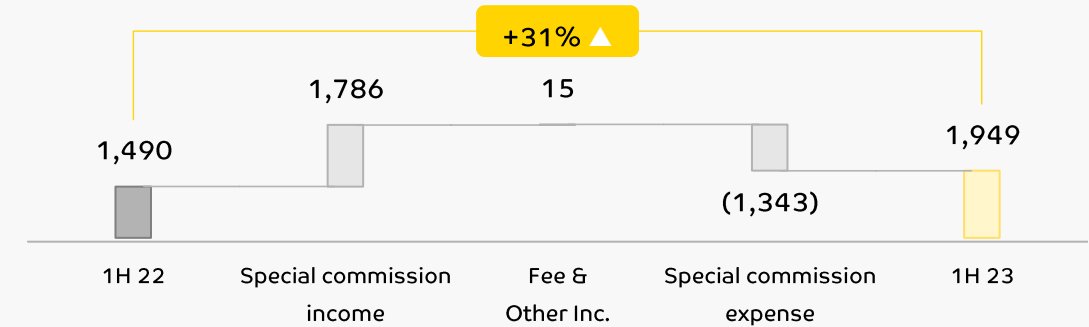 +31%
1,786
15
1,490
1,949
(1,343)
1H 22
Special commission
income
Fee &
Other Inc.
Special commission
expense
1H 23